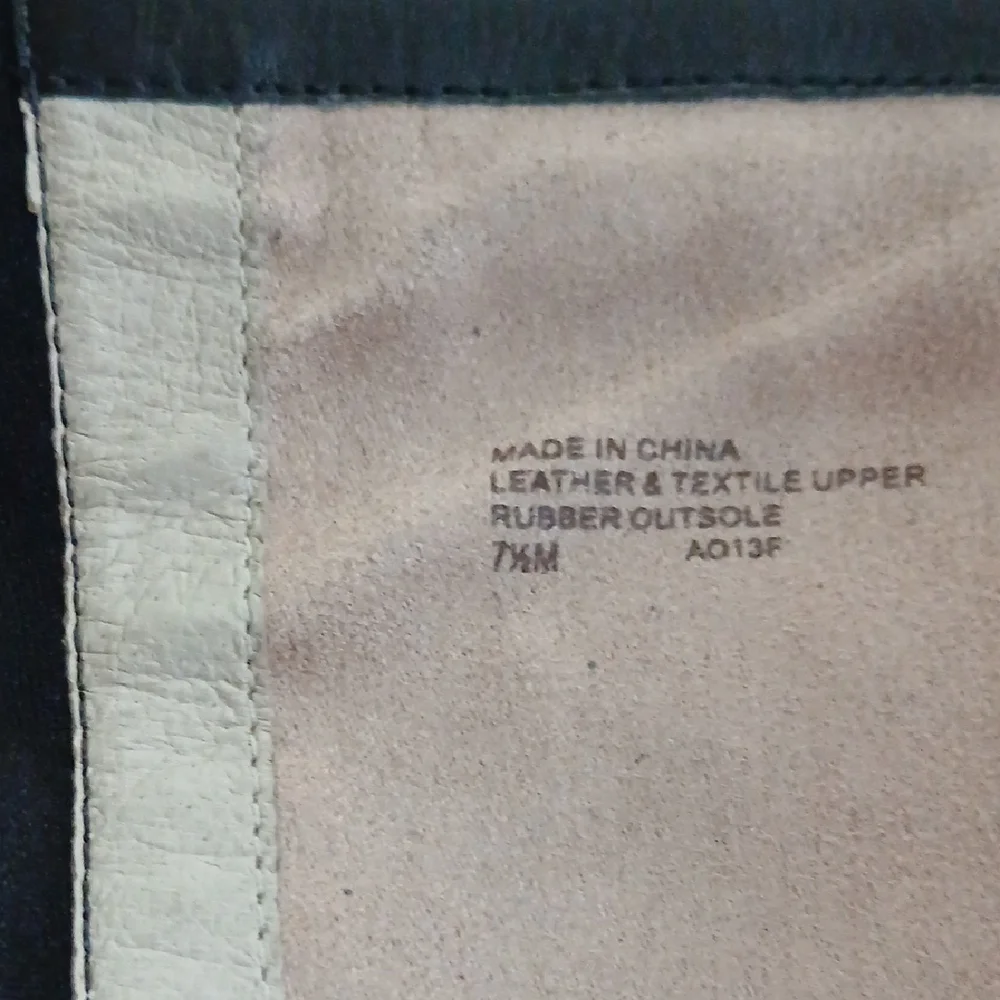 MADE IN CHINA
LEATHER & TEXTILE UPPER
RUBBER OUTSOLE
7½M AO13F